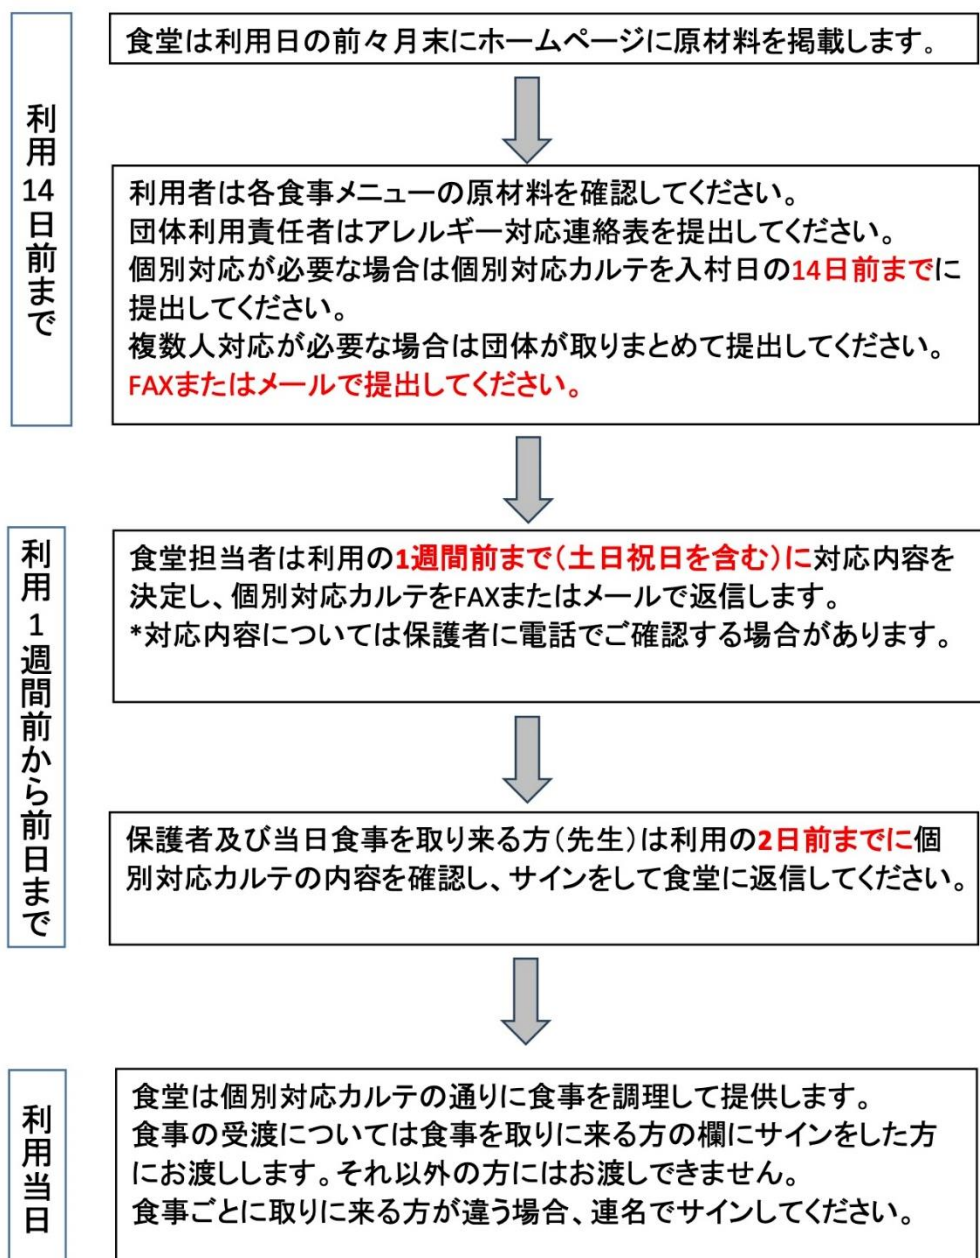 利用14日前まで
食堂は利用日の前々月末にホームページに原材料を掲載します。
利用者は各食事メニューの原材料を確認してください。
団体利用責任者はアレルギー対応連絡表を提出してください。
個別対応が必要な場合は個別対応カルテを入村日の14日前までに
提出してください。
複数人対応が必要な場合は団体が取りまとめて提出してください。
FAXまたはメールで提出してください。
利用1週間前から前日まで
食堂担当者は利用の1週間前まで(土日祝日を含む)に対応内容を
決定し、個別対応カルテをFAXまたはメールで返信します。
*対応内容については保護者に電話でご確認する場合があります。
保護者及び当日食事を取り来る方(先生)は利用の2日前までに個
別対応カルテの内容を確認し、サインをして食堂に返信してください。
利用当日
食堂は個別対応カルテの通りに食事を調理して提供します。
食事の受渡については食事を取りに来る方の欄にサインをした方
にお渡しします。それ以外の方にはお渡しできません。
食事ごとに取りに来る方が違う場合、連名でサインしてください。